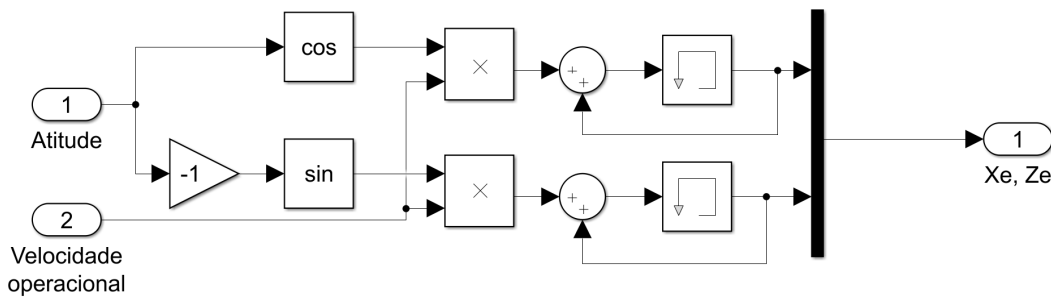 cos
×
+
+
1
Atitude
-1
sin
×
+
+
1
Xe, Ze
2
Velocidade
operacional